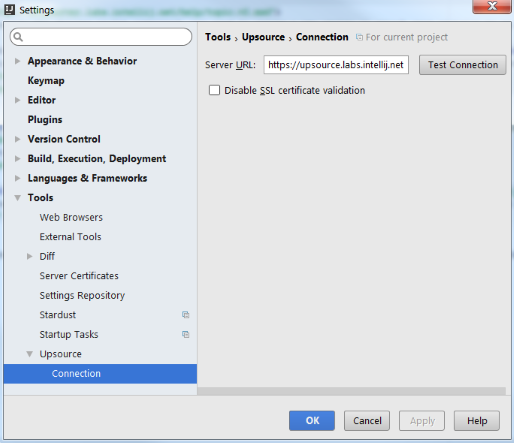 Settings
Tools › Upsource › Connection For current project
Server URL: https://upsource.labs.intellij.net Test Connection
Disable SSL certificate validation
Appearance & Behavior
Keymap
Editor
Plugins
Version Control
Build, Execution, Deployment
Languages & Frameworks
Tools
Web Browsers
External Tools
Diff
Server Certificates
Settings Repository
Stardust
Startup Tasks
Upsource
Connection
OK Cancel Apply Help